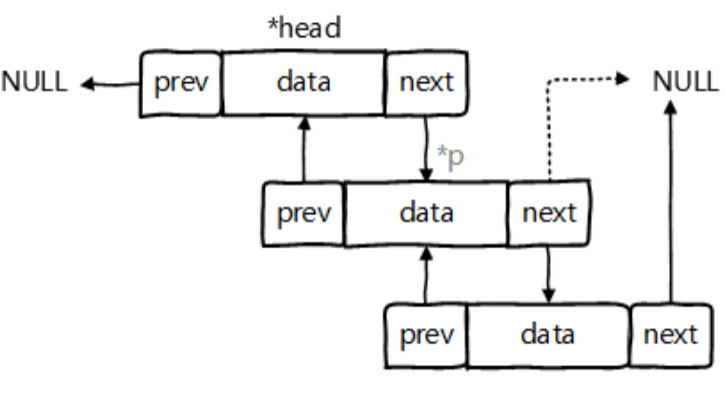 *head
NULL prev data next NULL
*p
prev data next
prev data next